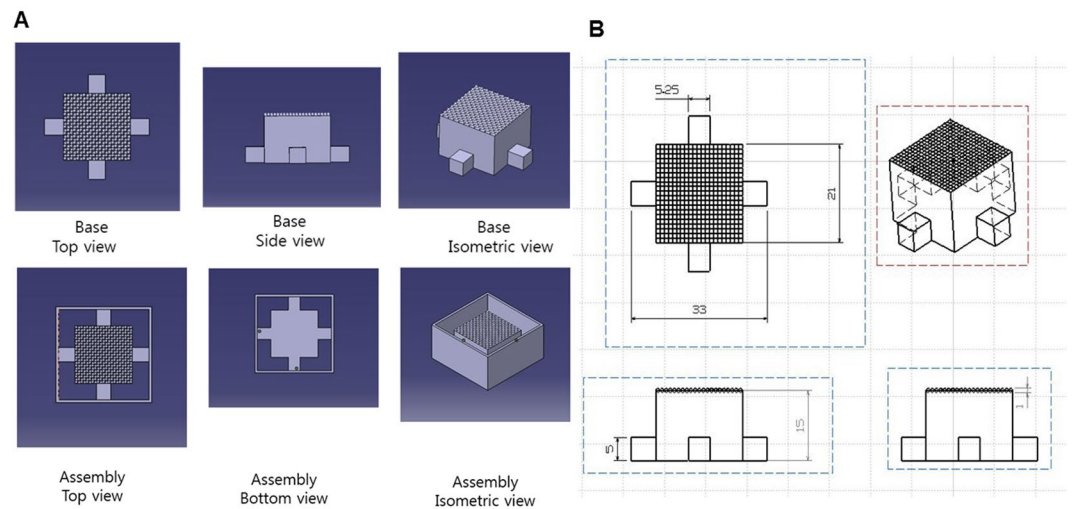 A
Base
Top view
Base
Side view
Base
Isometric view
Assembly
Top view
Assembly
Bottom view
Assembly
Isometric view
B
5.25
21
33
5
15
1